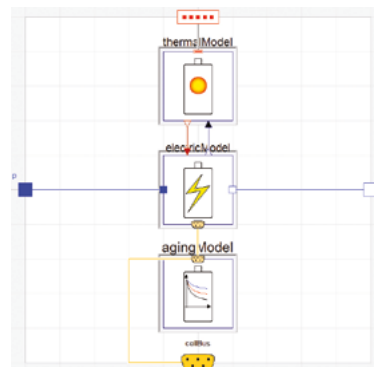 thermalModel
electricModel
p
agingModel
cellBus